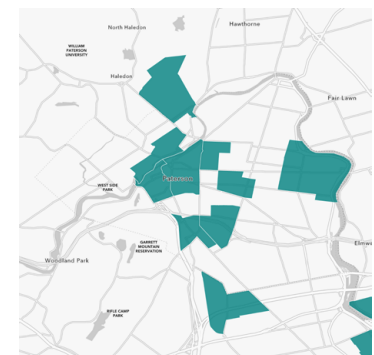 North Haledon
Hawthorne
WILLIAM
PATERSON
UNIVERSITY
Haledon
Fair Lawn
Paterson
WEST SIDE
PARK
GARRETT
MOUNTAIN
RESERVATION
Elmw
Woodland Park
RIFLE CAMP
PARK